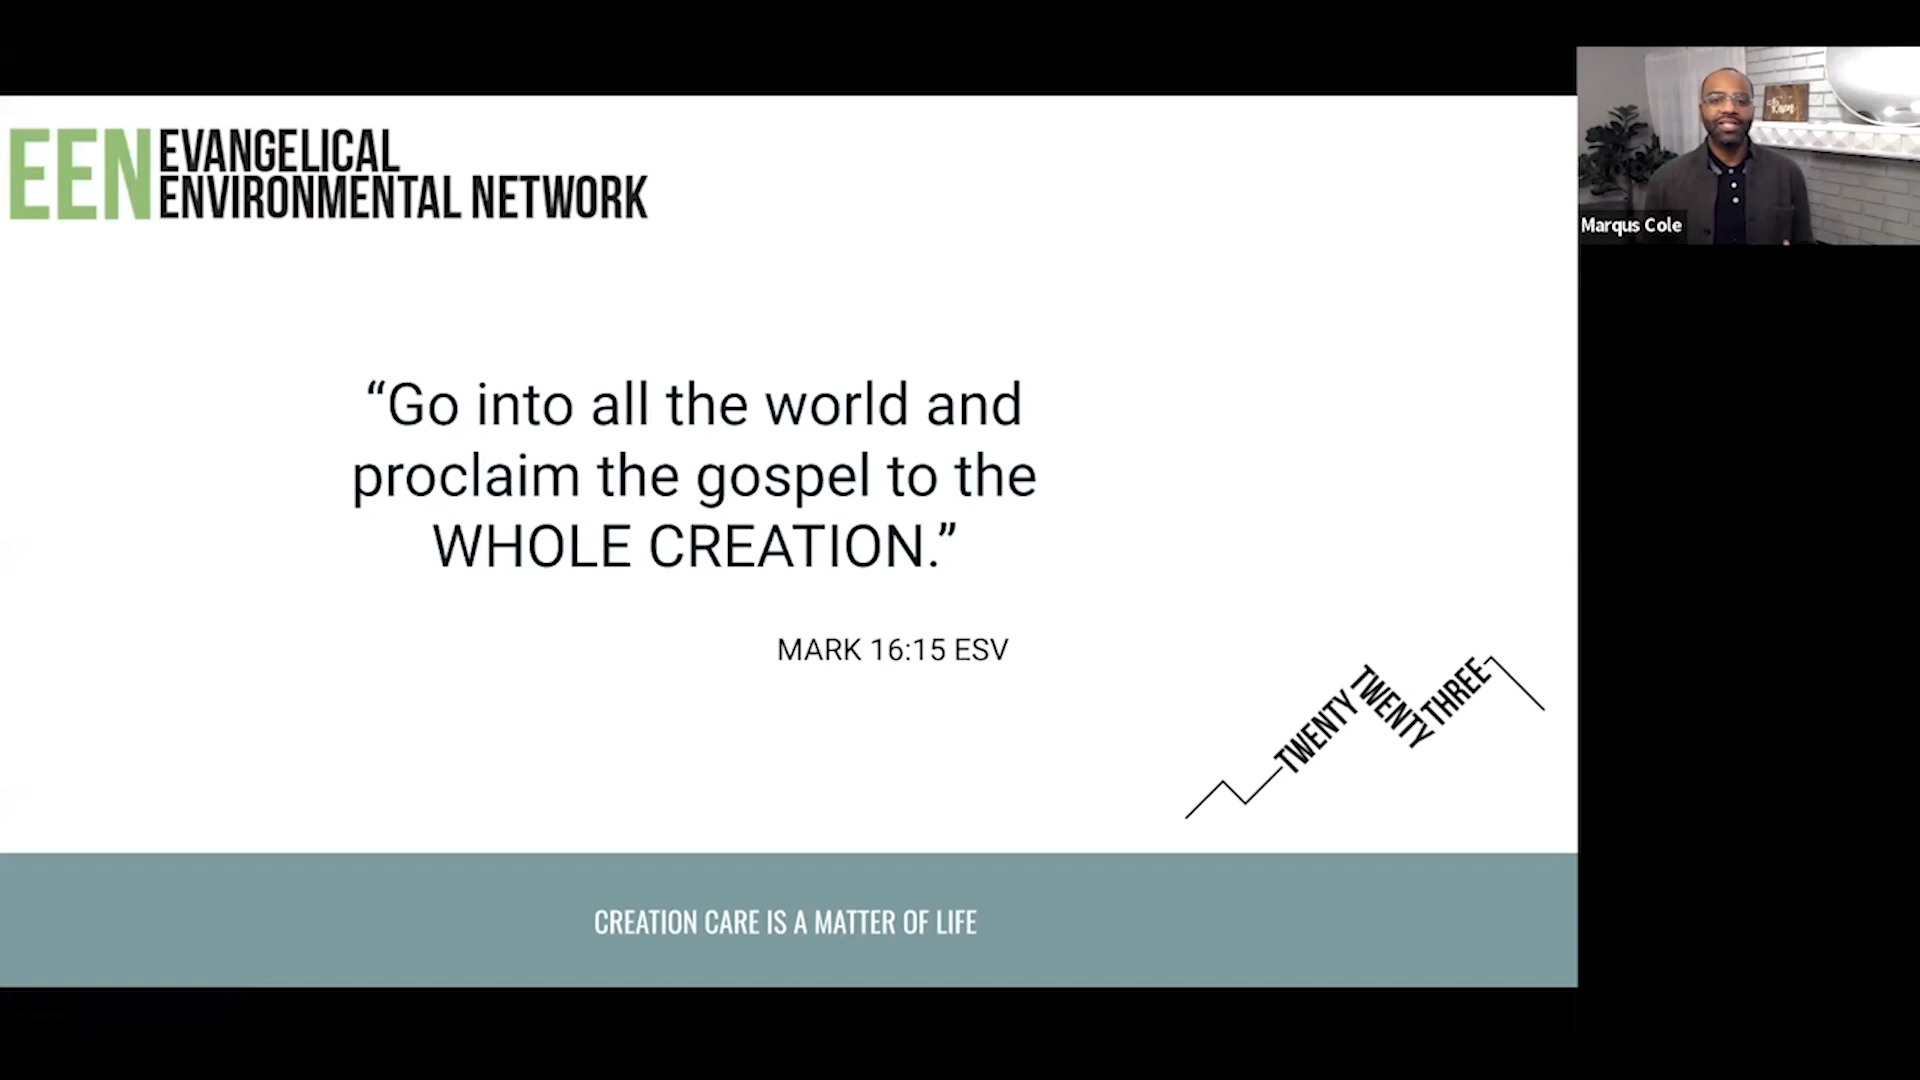 EEN
EVANGELICAL
ENVIRONMENTAL NETWORK
“Go into all the world and
proclaim the gospel to the
WHOLE CREATION.”
MARK 16:15 ESV
TWENTY
TWENTY
THREE
CREATION CARE IS A MATTER OF LIFE
Marqus Cole